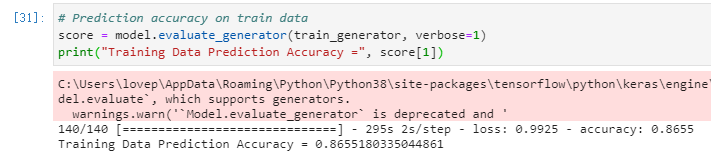 [31]: # Prediction accuracy on train data
score = model.evaluate_generator(train_generator, verbose=1)
print("Training Data Prediction Accuracy =", score[1])
C:\Users\lovep\AppData\Roaming\Python\Python38\site-packages\tensorflow\python\keras\engine\
del.evaluate`, which supports generators.
warnings.warn('`Model.evaluate_generator` is deprecated and '
140/140 [==============================] - 295s 2s/step - loss: 0.9925 - accuracy: 0.8655
Training Data Prediction Accuracy = 0.8655180335044861